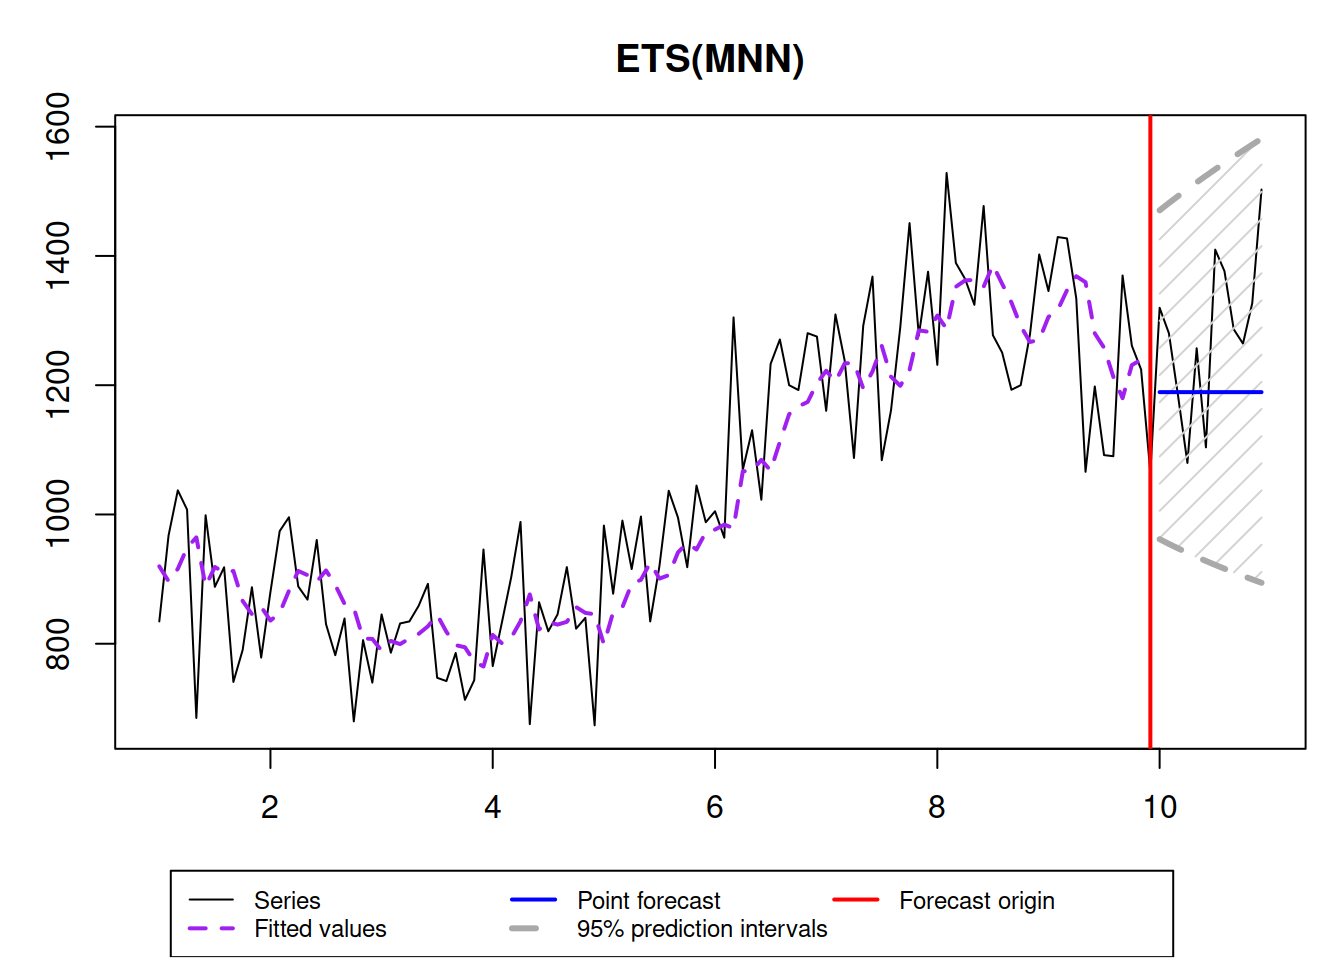 ETS(MNN)
1600
1400
1200
1000
800
2 4 6 8 10
Series Point forecast Forecast origin
Fitted values 95% prediction intervals